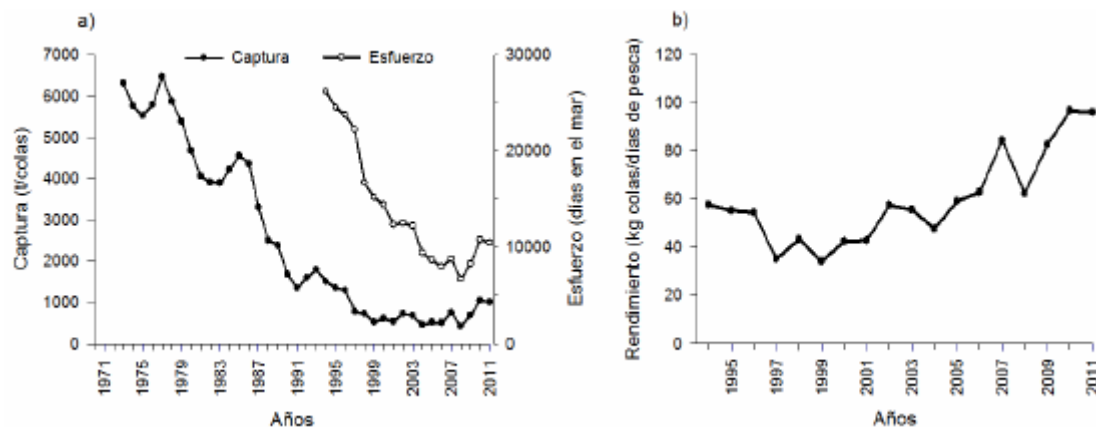 a)
Captura Esfuerzo
7000
6000
5000
4000
3000
2000
1000
0
Captura (t/colas)
30000
20000
10000
0
Esfuerzo (días en el mar)
1971 1975 1979 1983 1987 1991 1995 1999 2003 2007 2011
Años
b)
120
100
80
60
40
20
0
Rendimiento (kg colas/días de pesca)
1995 1997 1999 2001 2003 2005 2007 2009 2011
Años